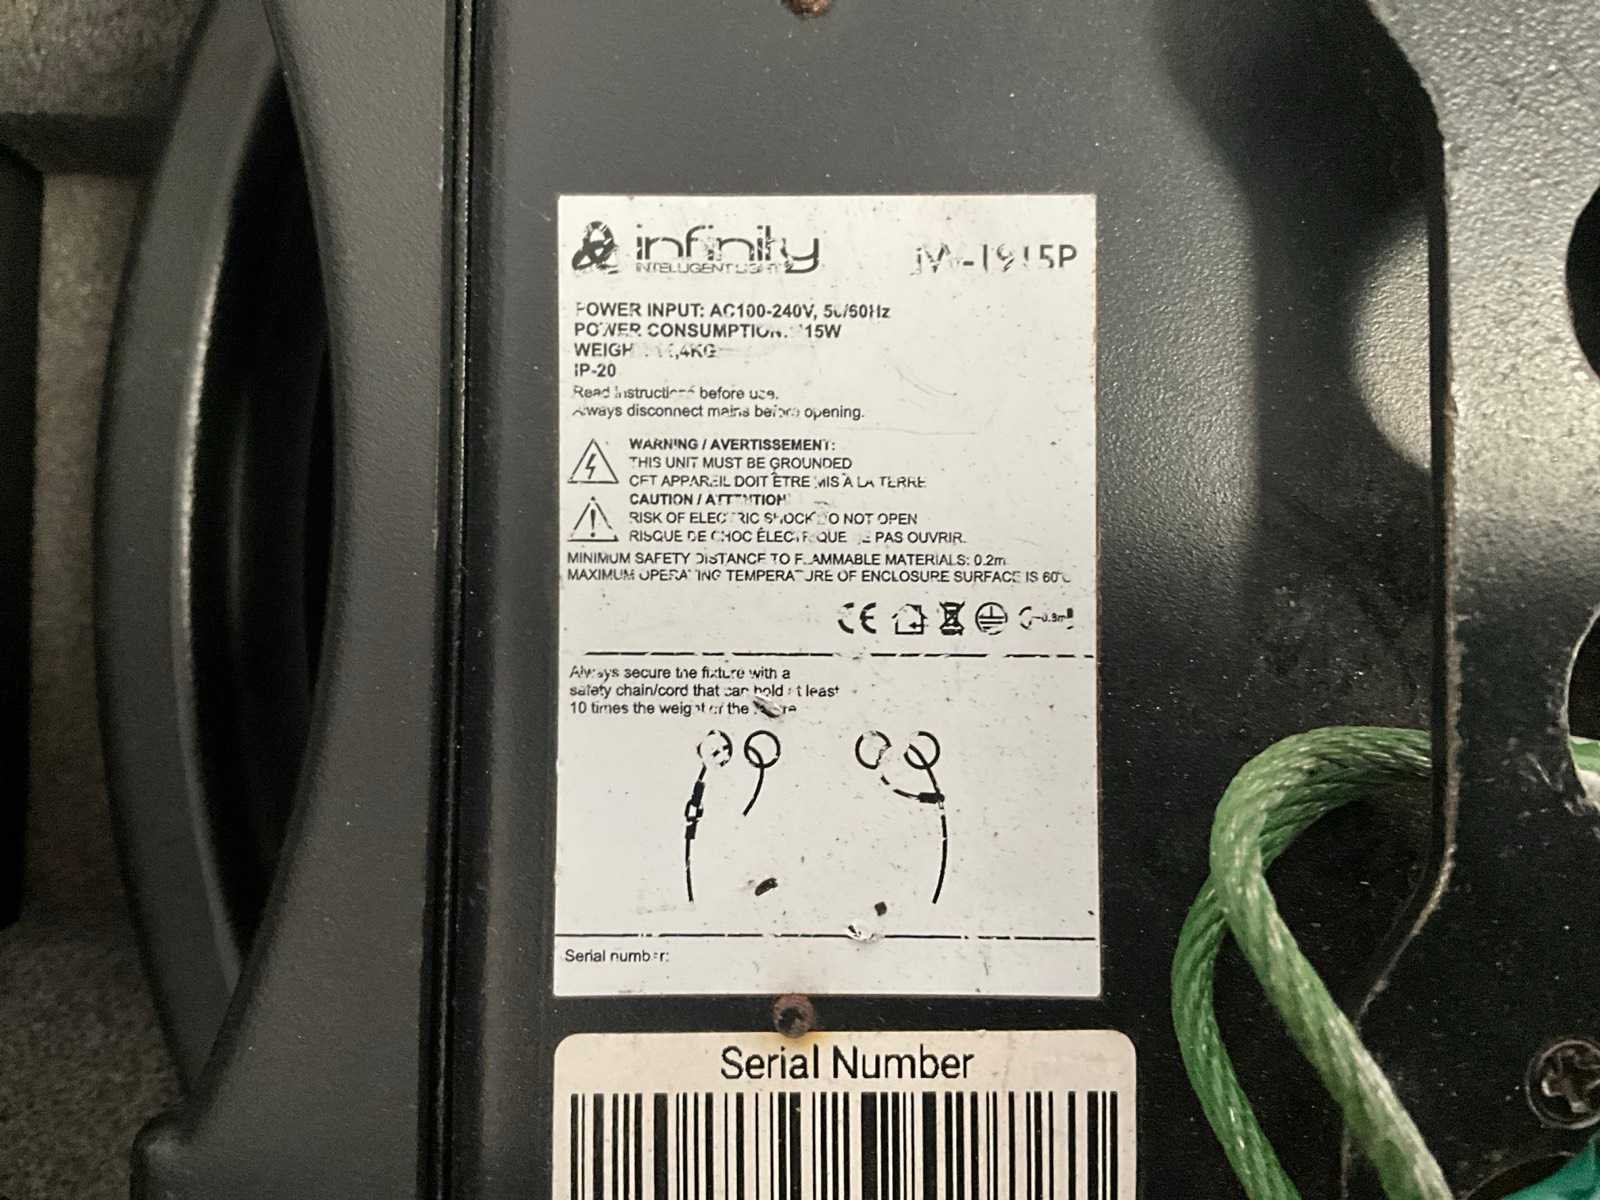 infinity
INTELLIGENT LIGHT
POWER INPUT: AC100-240V, 50/60Hz
POWER CONSUMPTION:
IP-20
Read Instructions before use.
Always disconnect mains before opening.
WARNING / AVERTISSEMENT:
THIS UNIT MUST BE GROUNDED
CET APPAREIL DOIT ÊTRE MIS À LA TERRE
CAUTION / ATTENTION
RISK OF ELECTRIC SHOCK DO NOT OPEN
RISQUE DE CHOC ÉLECTRIQUE NE PAS OUVRIR.
MINIMUM SAFETY DISTANCE TO FLAMMABLE MATERIALS: 0.2m
MAXIMUM OPERATING TEMPERATURE OF ENCLOSURE SURFACE IS 60°C
CE
Always secure the fixture with a
safety chain/cord that can hold at least
10 times the weight of the fixture
Serial number:
Serial Number